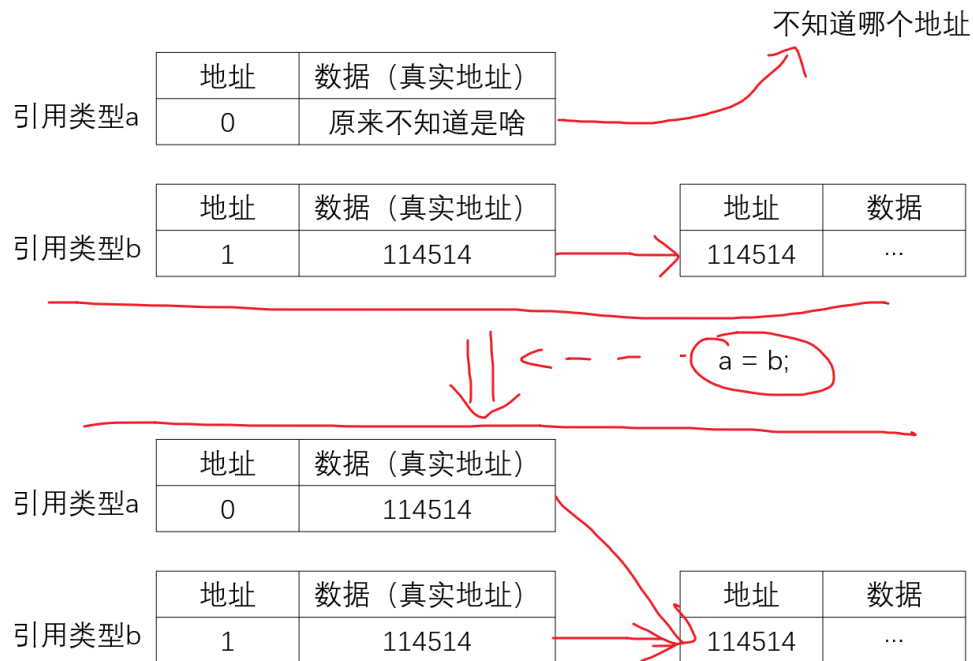 不知道哪个地址
地址 数据（真实地址）
引用类型a 0 原来不知道是啥
地址 数据（真实地址） 地址 数据
引用类型b 1 114514 114514 ...
a = b;
地址 数据（真实地址）
引用类型a 0 114514
地址 数据（真实地址） 地址 数据
引用类型b 1 114514 114514 ...